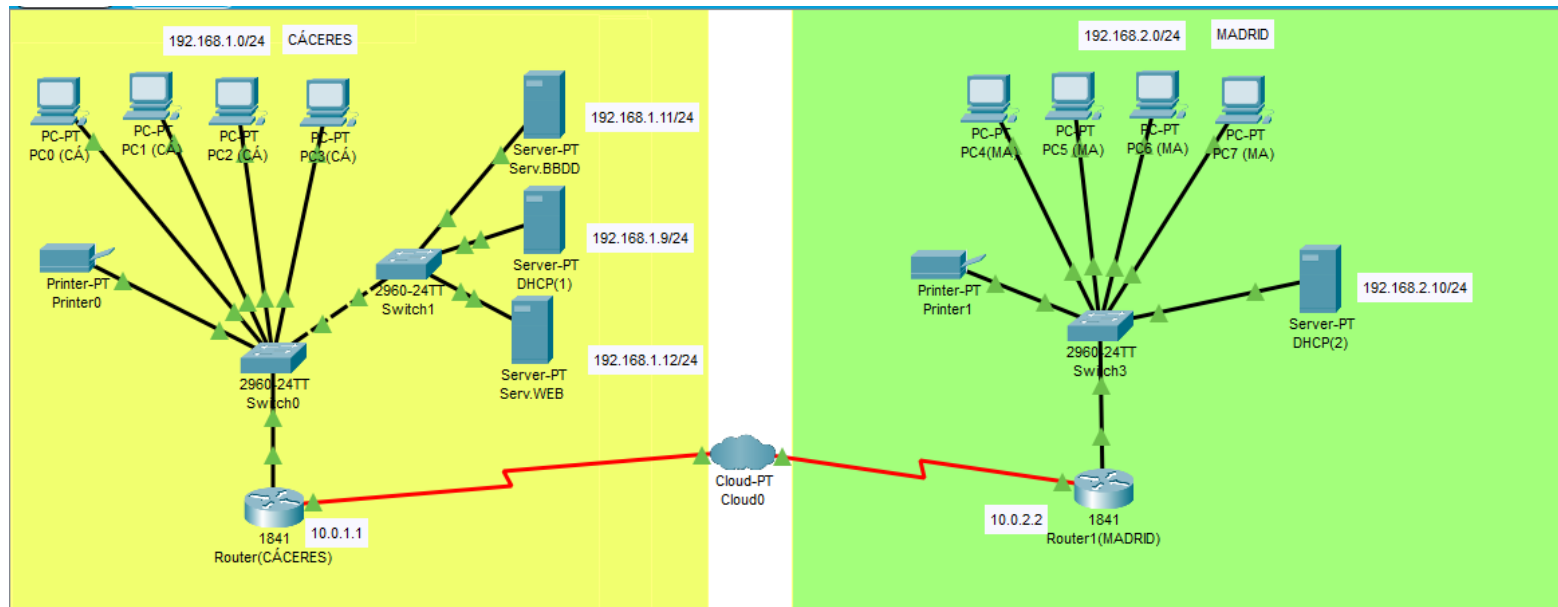 192.168.1.0/24
CÁCERES
PC-PT
PC0 (CÁ)
PC-PT
PC1 (CÁ)
PC-PT
PC2 (CÁ)
PC-PT
PC3(CÁ)
Server-PT
Serv.BBDD
192.168.1.11/24
Printer-PT
Printer0
2960-24TT
Switch1
Server-PT
DHCP(1)
192.168.1.9/24
2960-24TT
Switch0
Server-PT
Serv.WEB
192.168.1.12/24
1841
Router(CÁCERES)
10.0.1.1
Cloud-PT
Cloud0
192.168.2.0/24
MADRID
PC-PT
PC4(MA)
PC-PT
PC5 (MA)
PC-PT
PC6 (MA)
PC-PT
PC7 (MA)
Printer-PT
Printer1
2960-24TT
Switch3
Server-PT
DHCP(2)
192.168.2.10/24
10.0.2.2
1841
Router1(MADRID)